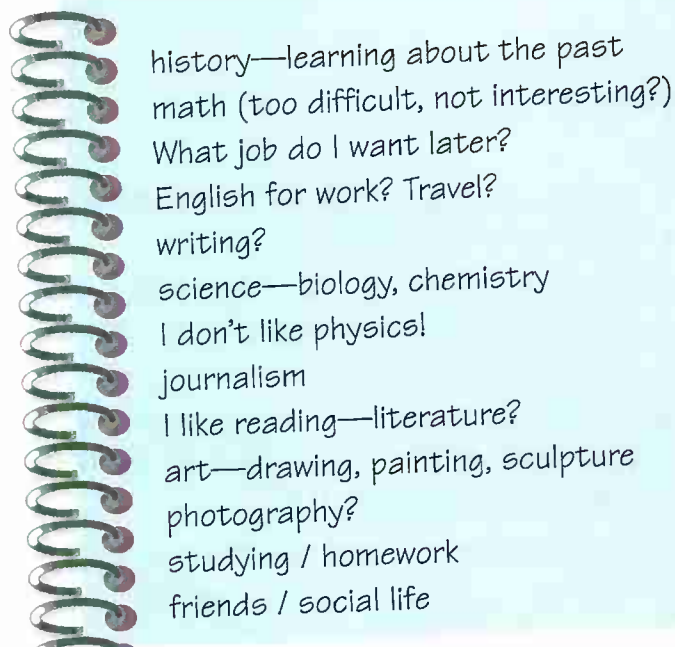 history—learning about the past
math (too difficult, not interesting?)
What job do I want later?
English for work? Travel?
writing?
science—biology, chemistry
I don't like physics!
journalism
I like reading—literature?
art—drawing, painting, sculpture
photography?
studying / homework
friends / social life